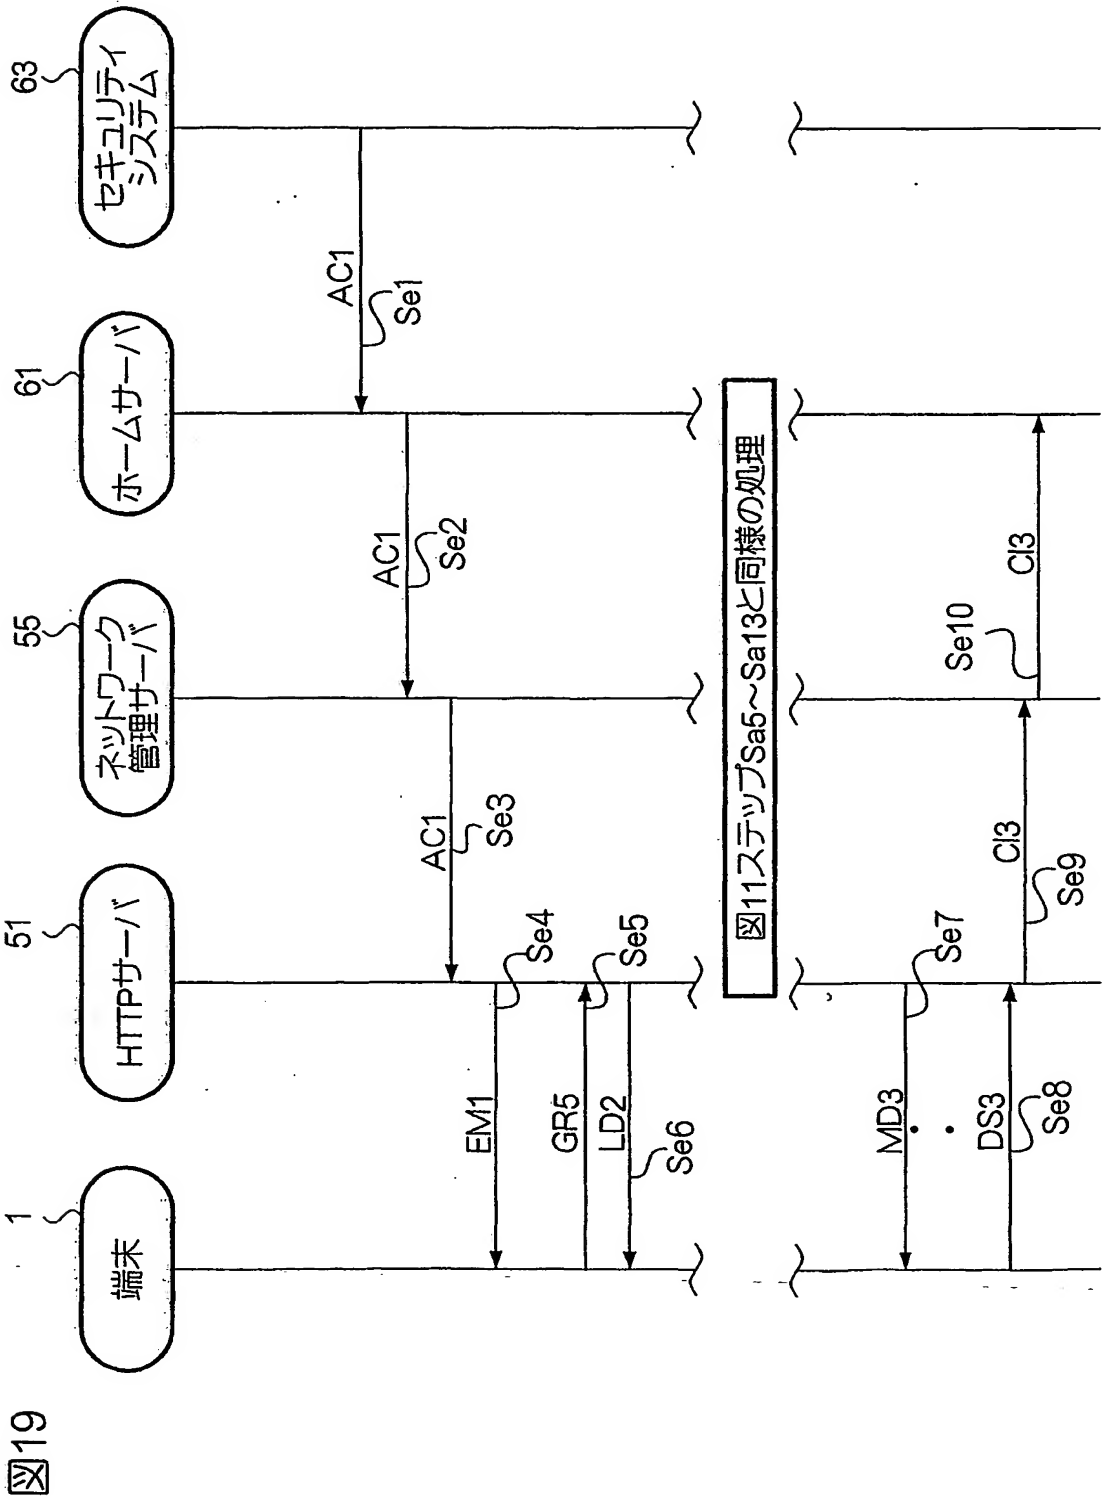 図19
1
端末
51
HTTPサーバ
55
ネットワーク
管理サーバ
61
ホームサーバ
63
セキュリティ
システム
AC1
Se1
AC1
Se2
AC1
Se3
EM1
Se4
GR5
Se5
LD2
Se6
図11ステップSa5～Sa13と同様の処理
MD3
Se7
DS3
Se8
CI3
Se9
CI3
Se10